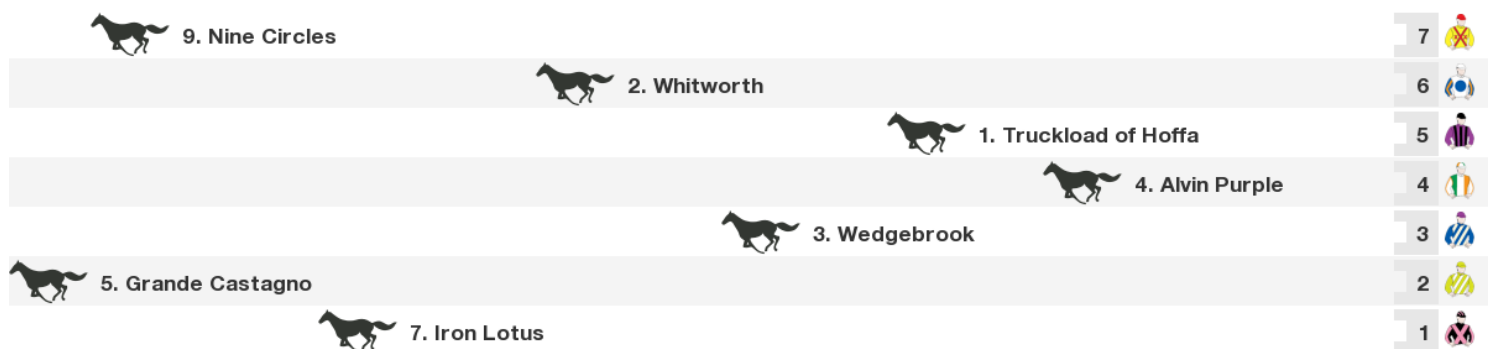 9. Nine Circles 7
2. Whitworth 6
1. Truckload of Hoffa 5
4. Alvin Purple 4
3. Wedgebrook 3
5. Grande Castagno 2
7. Iron Lotus 1